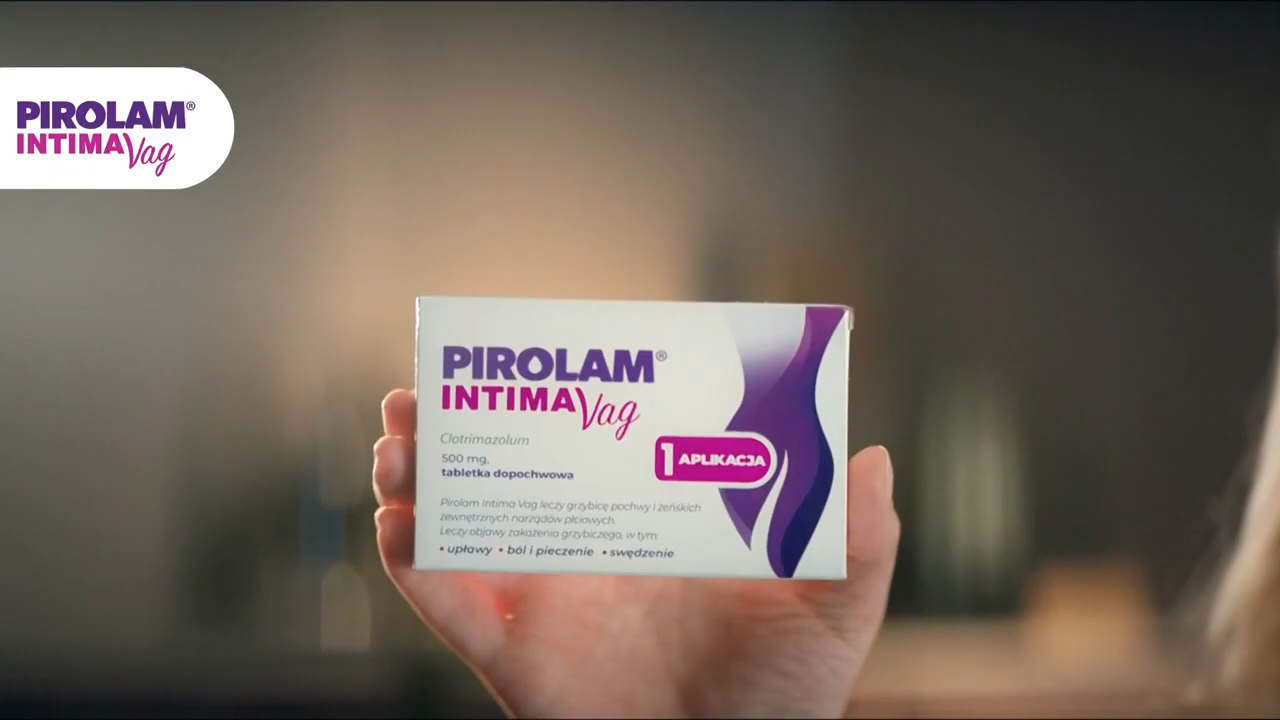 PIROLAM®
INTIMA Vag
PIROLAM®
INTIMA Vag
Clotrimazolum
500 mg,
tabletka dopochwowa
1 APLIKACJA
Pirolam Intima Vag leczy grzybicę pochwy i żeńskich
zewnętrznych narządów płciowych.
Leczy objawy zakażenia grzybiczego, w tym:
• upławy • ból i pieczenie • swędzenie